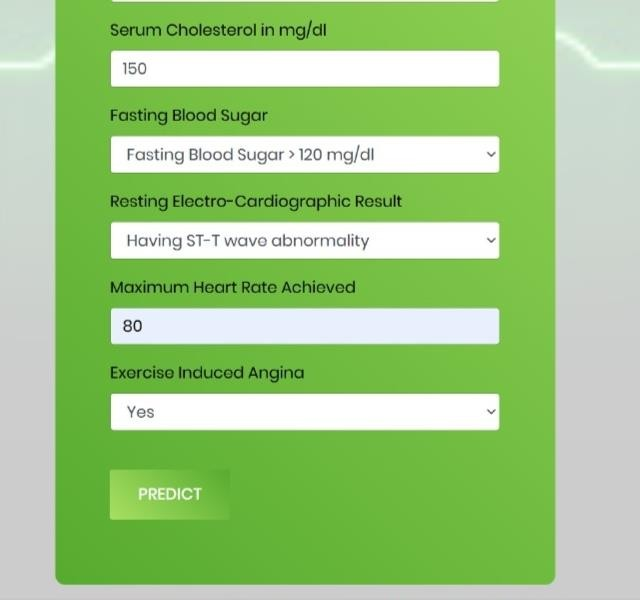 Serum Cholesterol in mg/dl
150
Fasting Blood Sugar
Fasting Blood Sugar > 120 mg/dl
Resting Electro-Cardiographic Result
Having ST-T wave abnormality
Maximum Heart Rate Achieved
80
Exercise Induced Angina
Yes
PREDICT